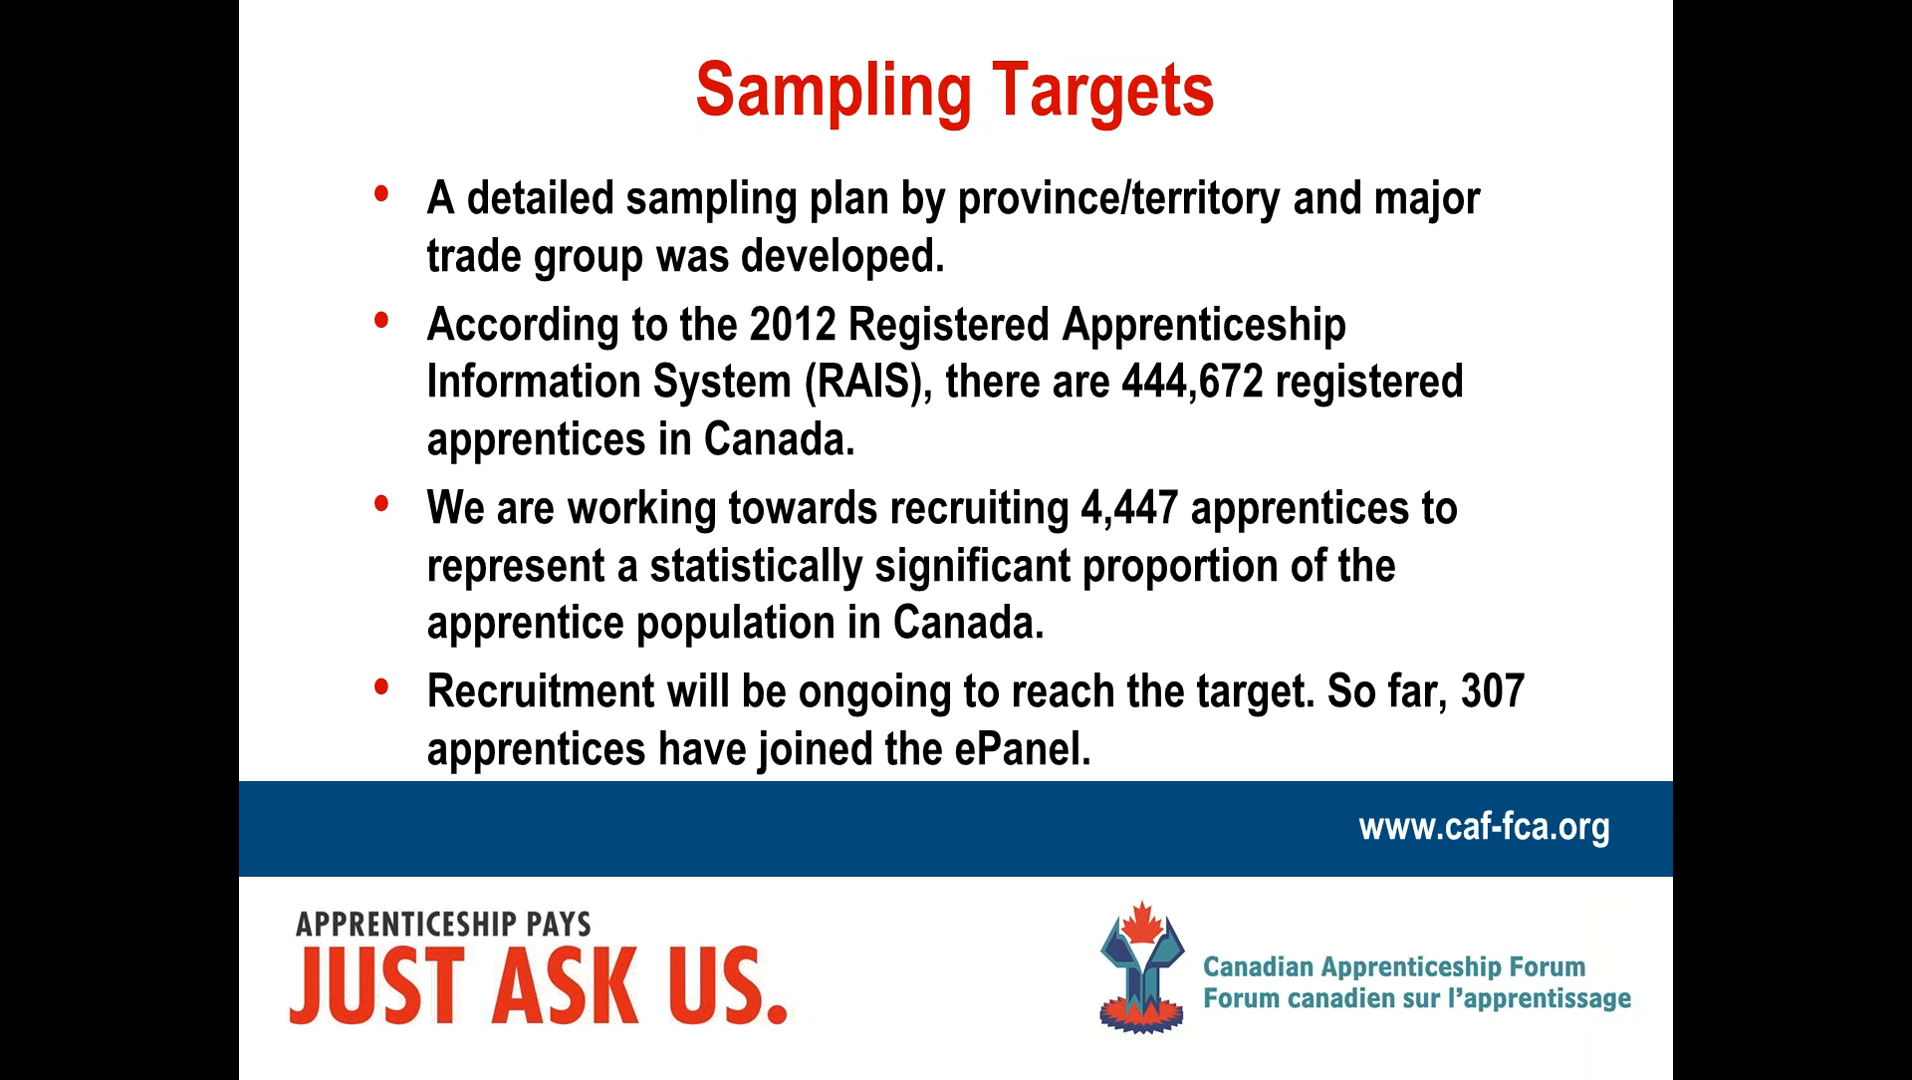 Sampling Targets
• A detailed sampling plan by province/territory and major
trade group was developed.
• According to the 2012 Registered Apprenticeship
Information System (RAIS), there are 444,672 registered
apprentices in Canada.
• We are working towards recruiting 4,447 apprentices to
represent a statistically significant proportion of the
apprentice population in Canada.
• Recruitment will be ongoing to reach the target. So far, 307
apprentices have joined the ePanel.
www.caf-fca.org
APPRENTICESHIP PAYS
JUST ASK US.
Canadian Apprenticeship Forum
Forum canadien sur l'apprentissage